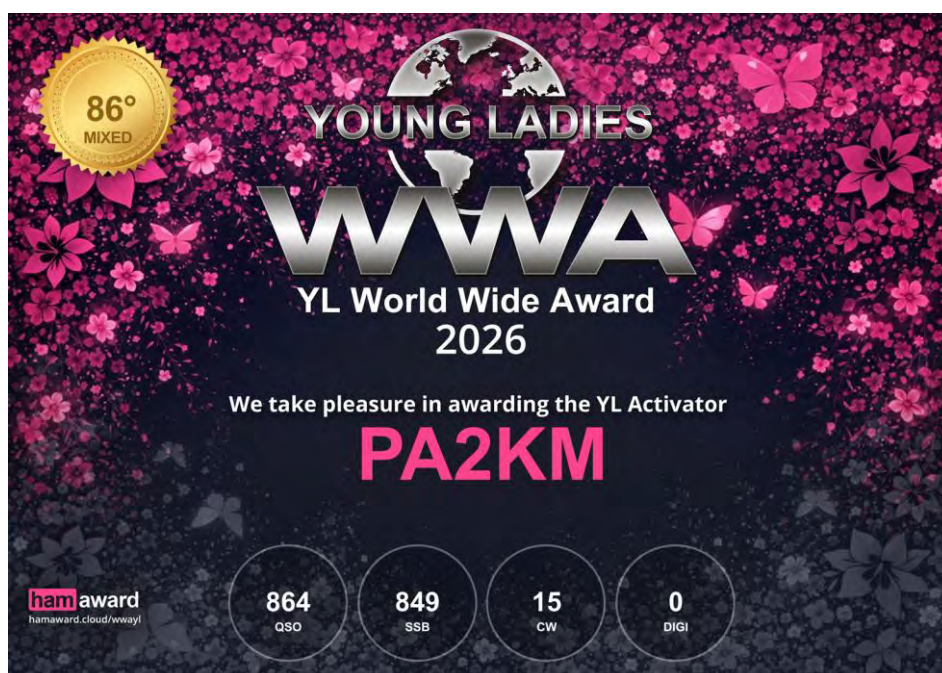 86°
MIXED
YOUNG LADIES
WWA
YL World Wide Award
2026
We take pleasure in awarding the YL Activator
PA2KM
ham award
hamaward.cloud/wwayl
864
QSO
849
SSB
15
CW
0
DIGI